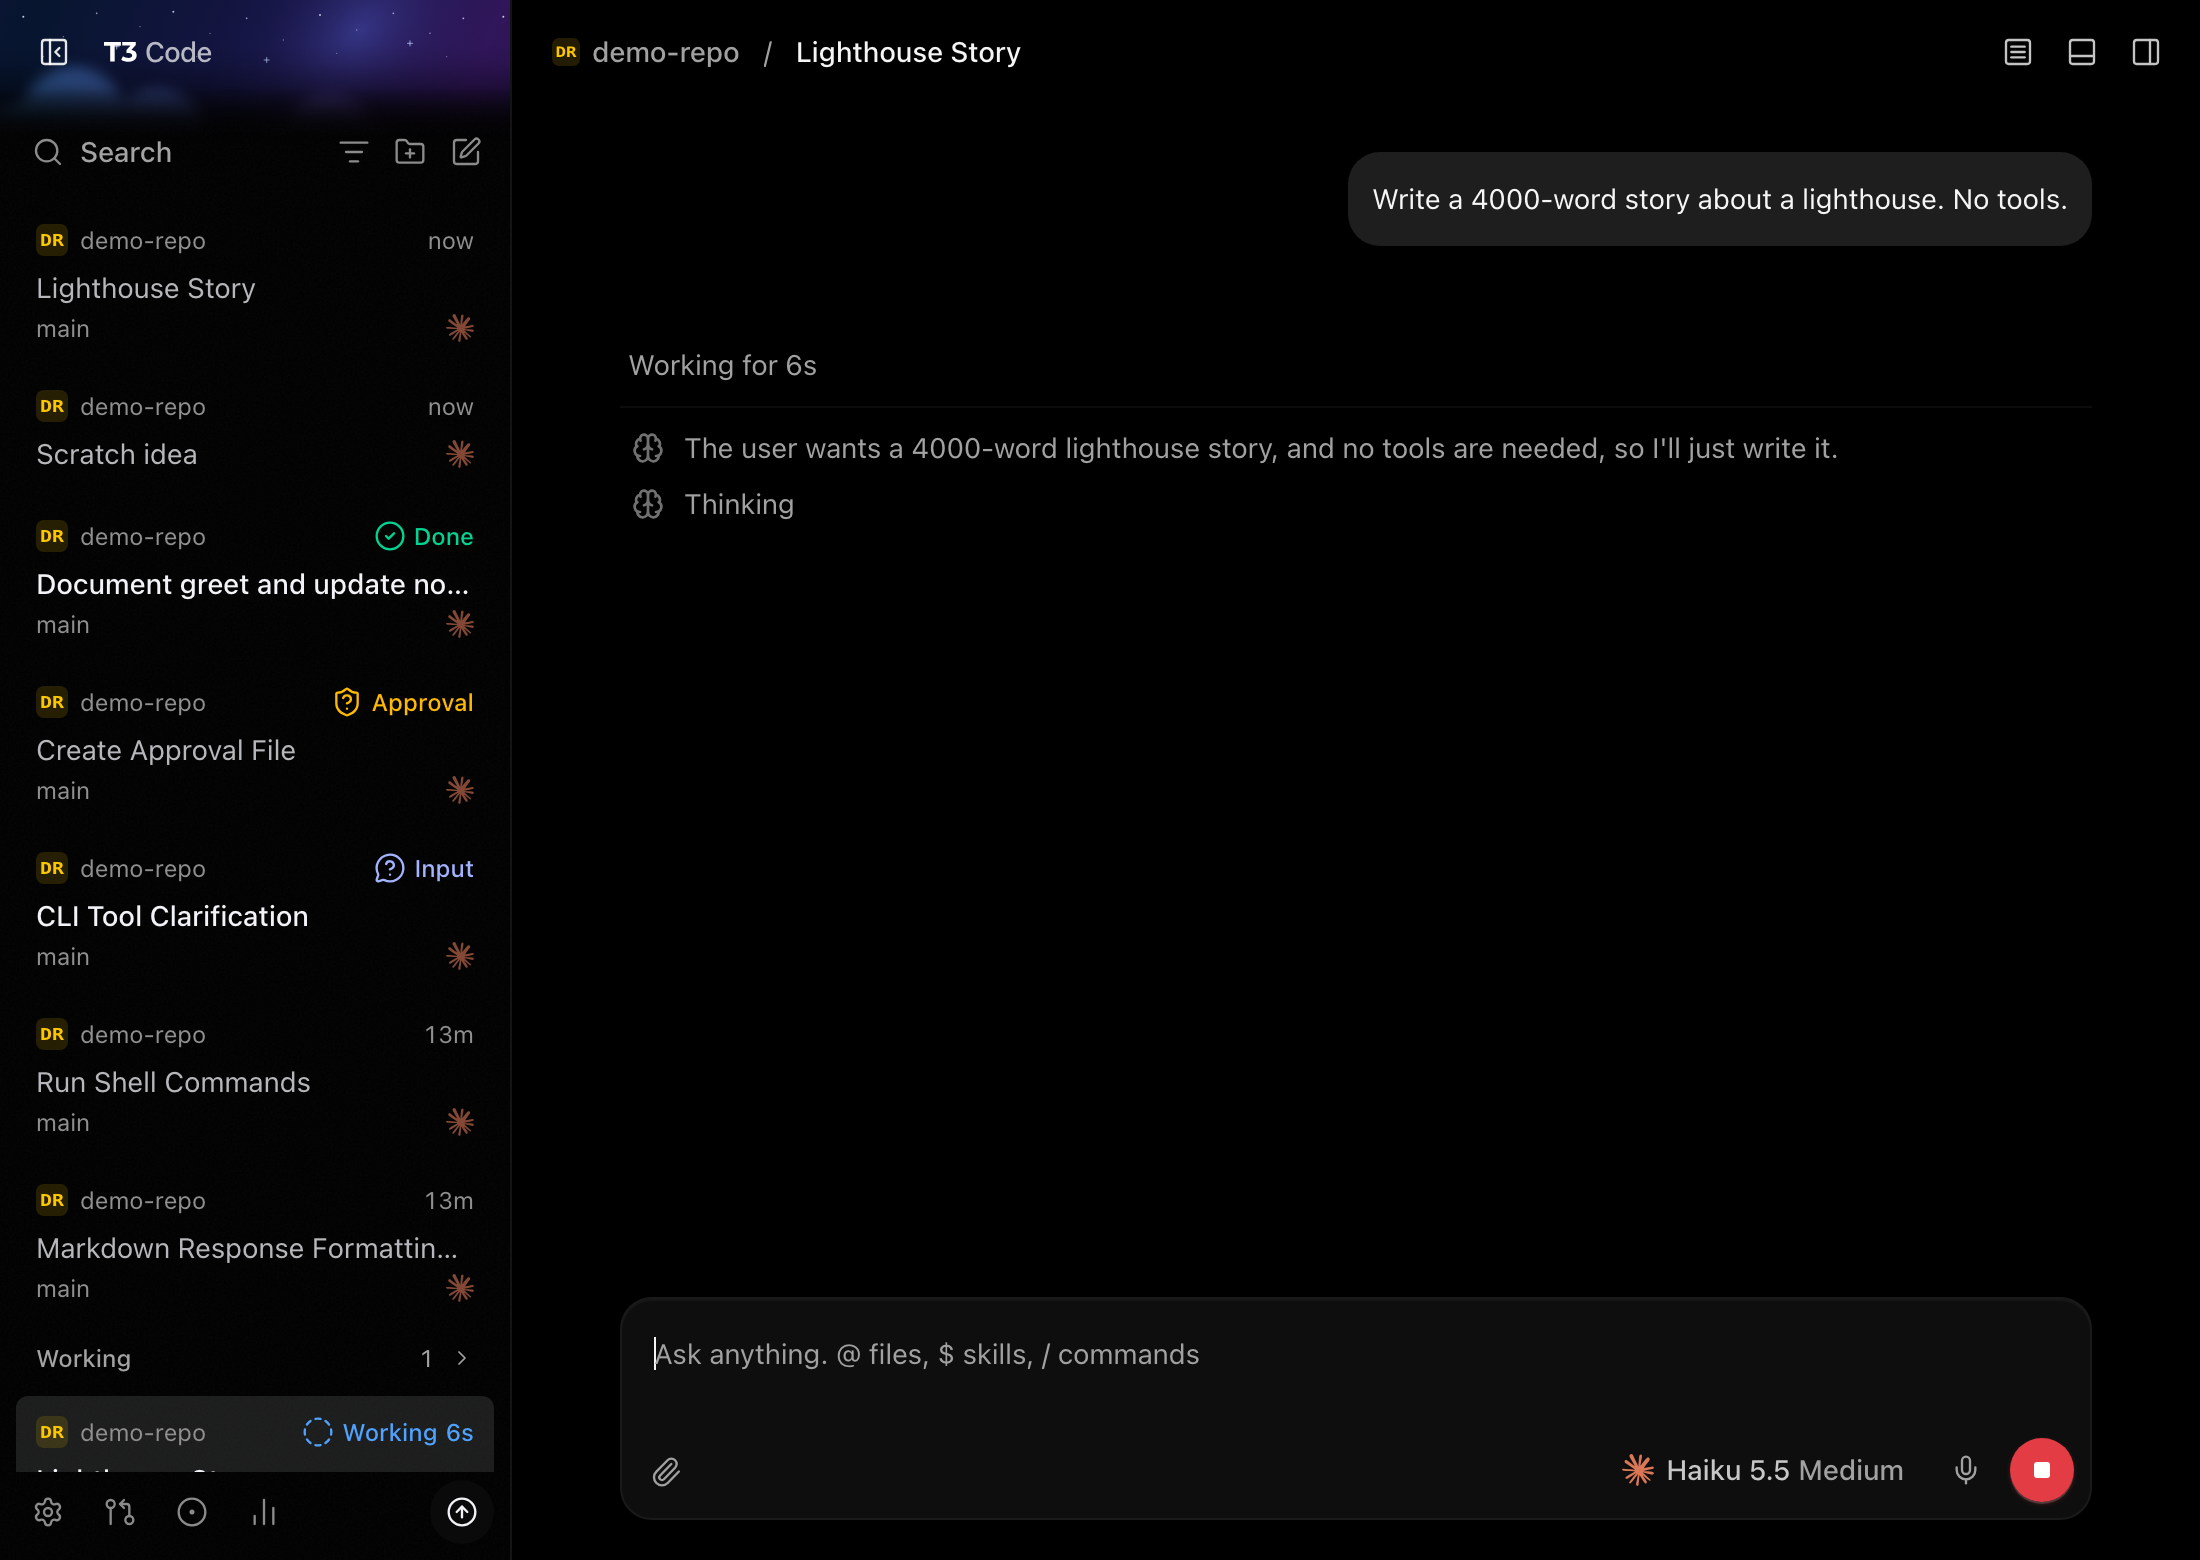 T3 Code
Search
DR demo-repo now
Lighthouse Story
main
DR demo-repo now
Scratch idea
DR demo-repo Done
Document greet and update no...
main
DR demo-repo Approval
Create Approval File
main
DR demo-repo Input
CLI Tool Clarification
main
DR demo-repo 13m
Run Shell Commands
main
DR demo-repo 13m
Markdown Response Formattin...
main
Working 1
DR demo-repo Working 6s
DR demo-repo / Lighthouse Story
Write a 4000-word story about a lighthouse. No tools.
Working for 6s
The user wants a 4000-word lighthouse story, and no tools are needed, so I'll just write it.
Thinking
Ask anything. @ files, $ skills, / commands
Haiku 5.5 Medium